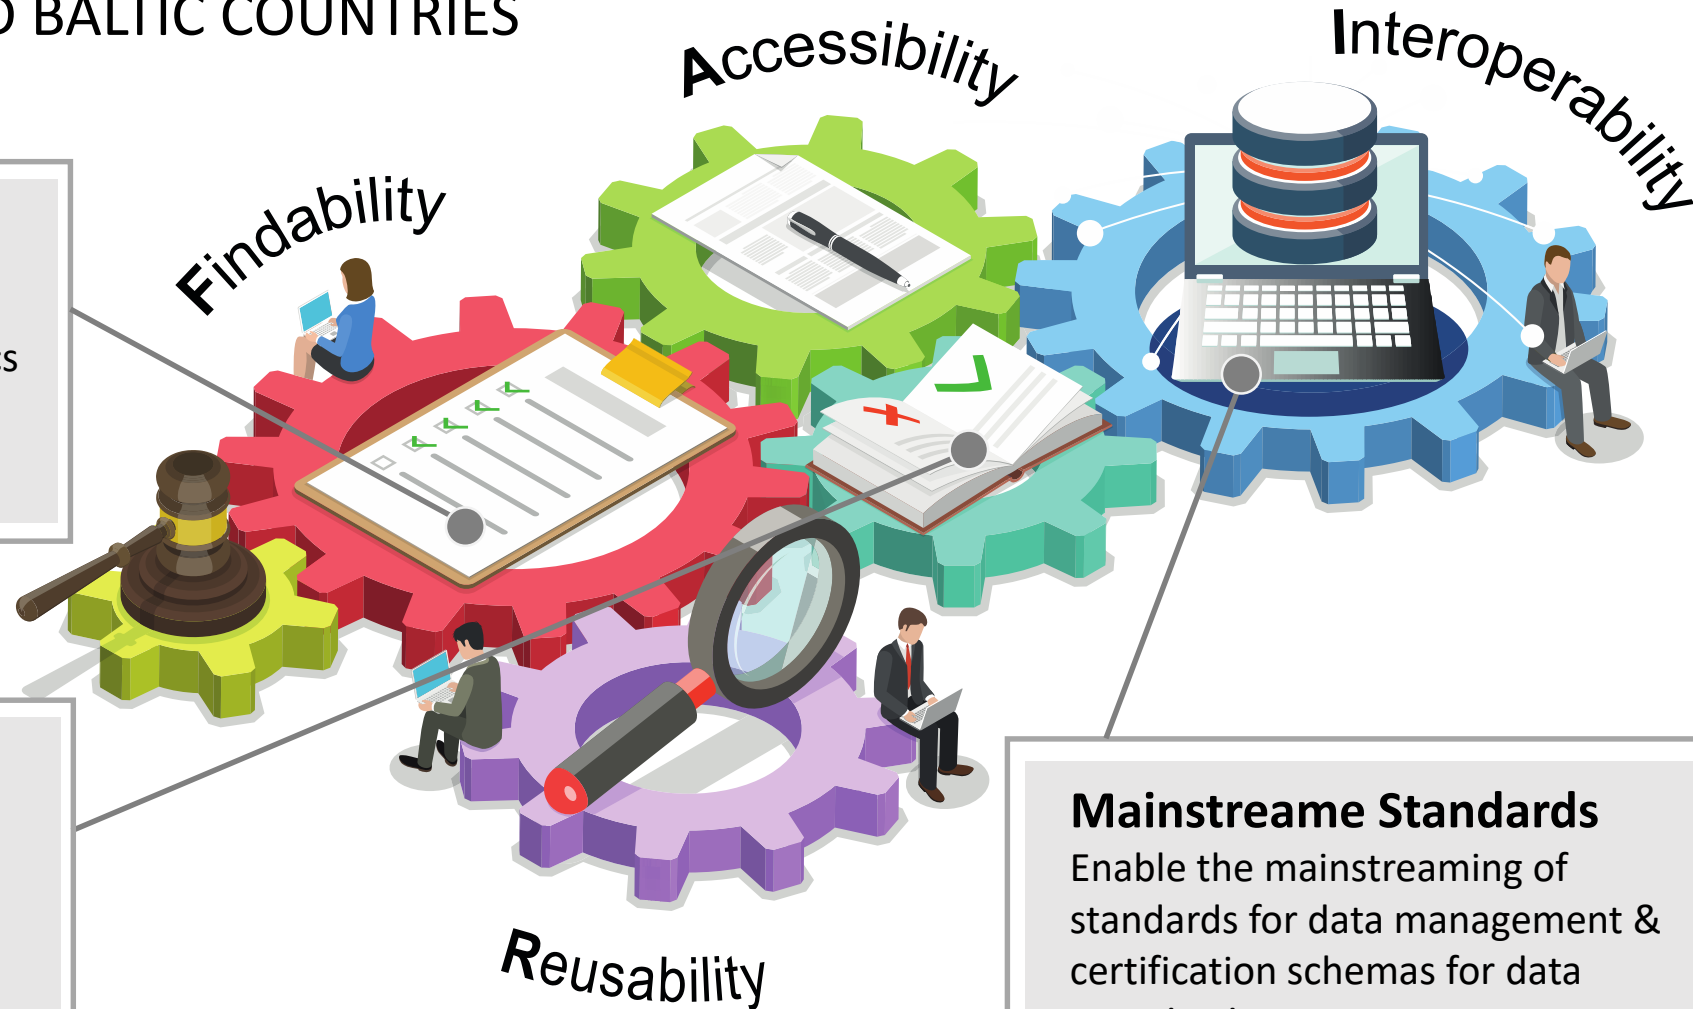 BALTIC COUNTRIES
Accessibility
Interoperability
Findability
Reusability
Mainstreame Standards
Enable the mainstreaming of
standards for data management &
certification schemas for data